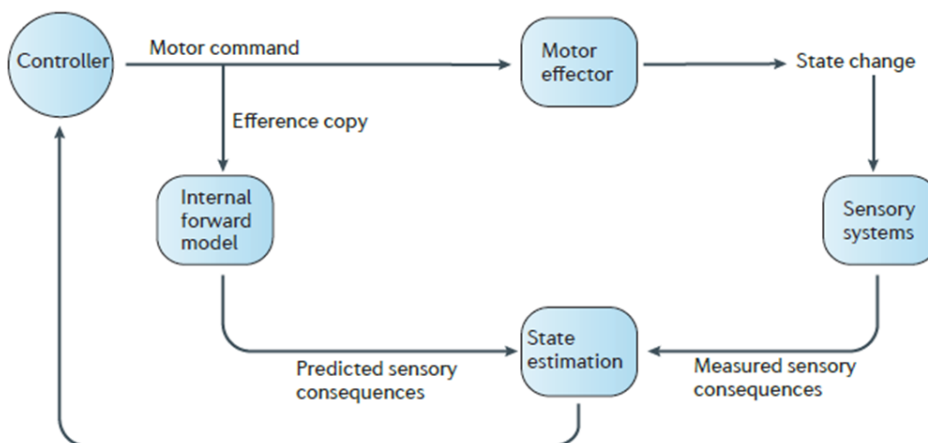 Controller
Motor command
Motor
effector
State change
Efference copy
Internal
forward
model
Sensory
systems
State
estimation
Predicted sensory
consequences
Measured sensory
consequences